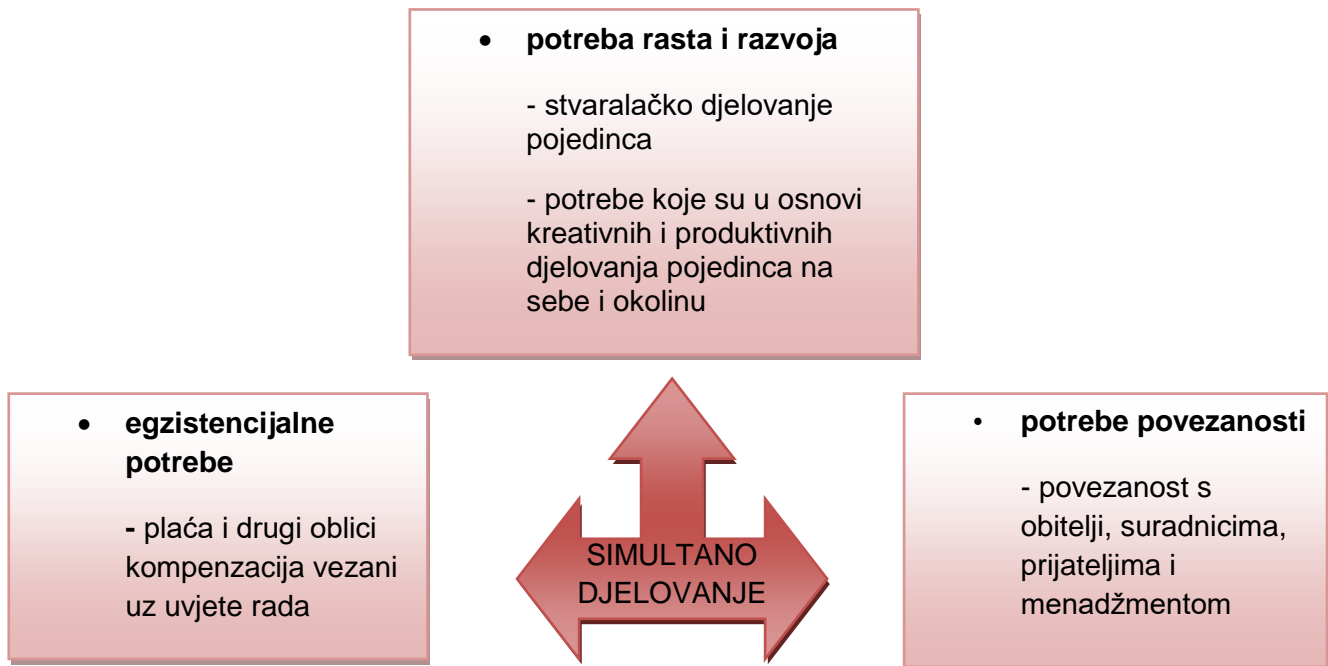 • potreba rasta i razvoja
- stvaralačko djelovanje
pojedinca
- potrebe koje su u osnovi
kreativnih i produktivnih
djelovanja pojedinca na
sebe i okolinu
• egzistencijalne
potrebe
- plaća i drugi oblici
kompenzacija vezani
uz uvjete rada
SIMULTANO
DJELOVANJE
• potrebe povezanosti
- povezanost s
obitelji, suradnicima,
prijateljima i
menadžmentom